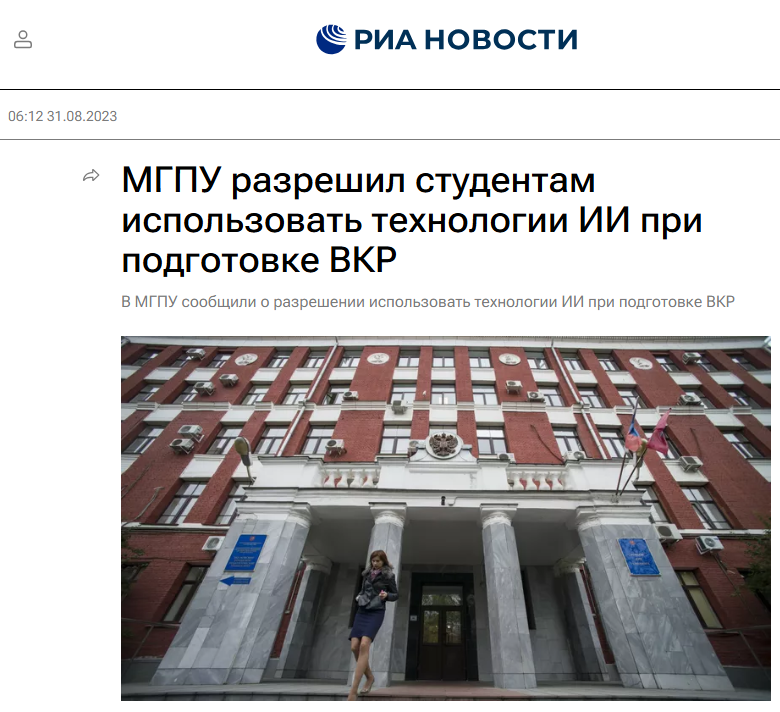 РИА НОВОСТИ
06:12 31.08.2023
МГПУ разрешил студентам
использовать технологии ИИ при
подготовке ВКР
В МГПУ сообщили о разрешении использовать технологии ИИ при подготовке ВКР